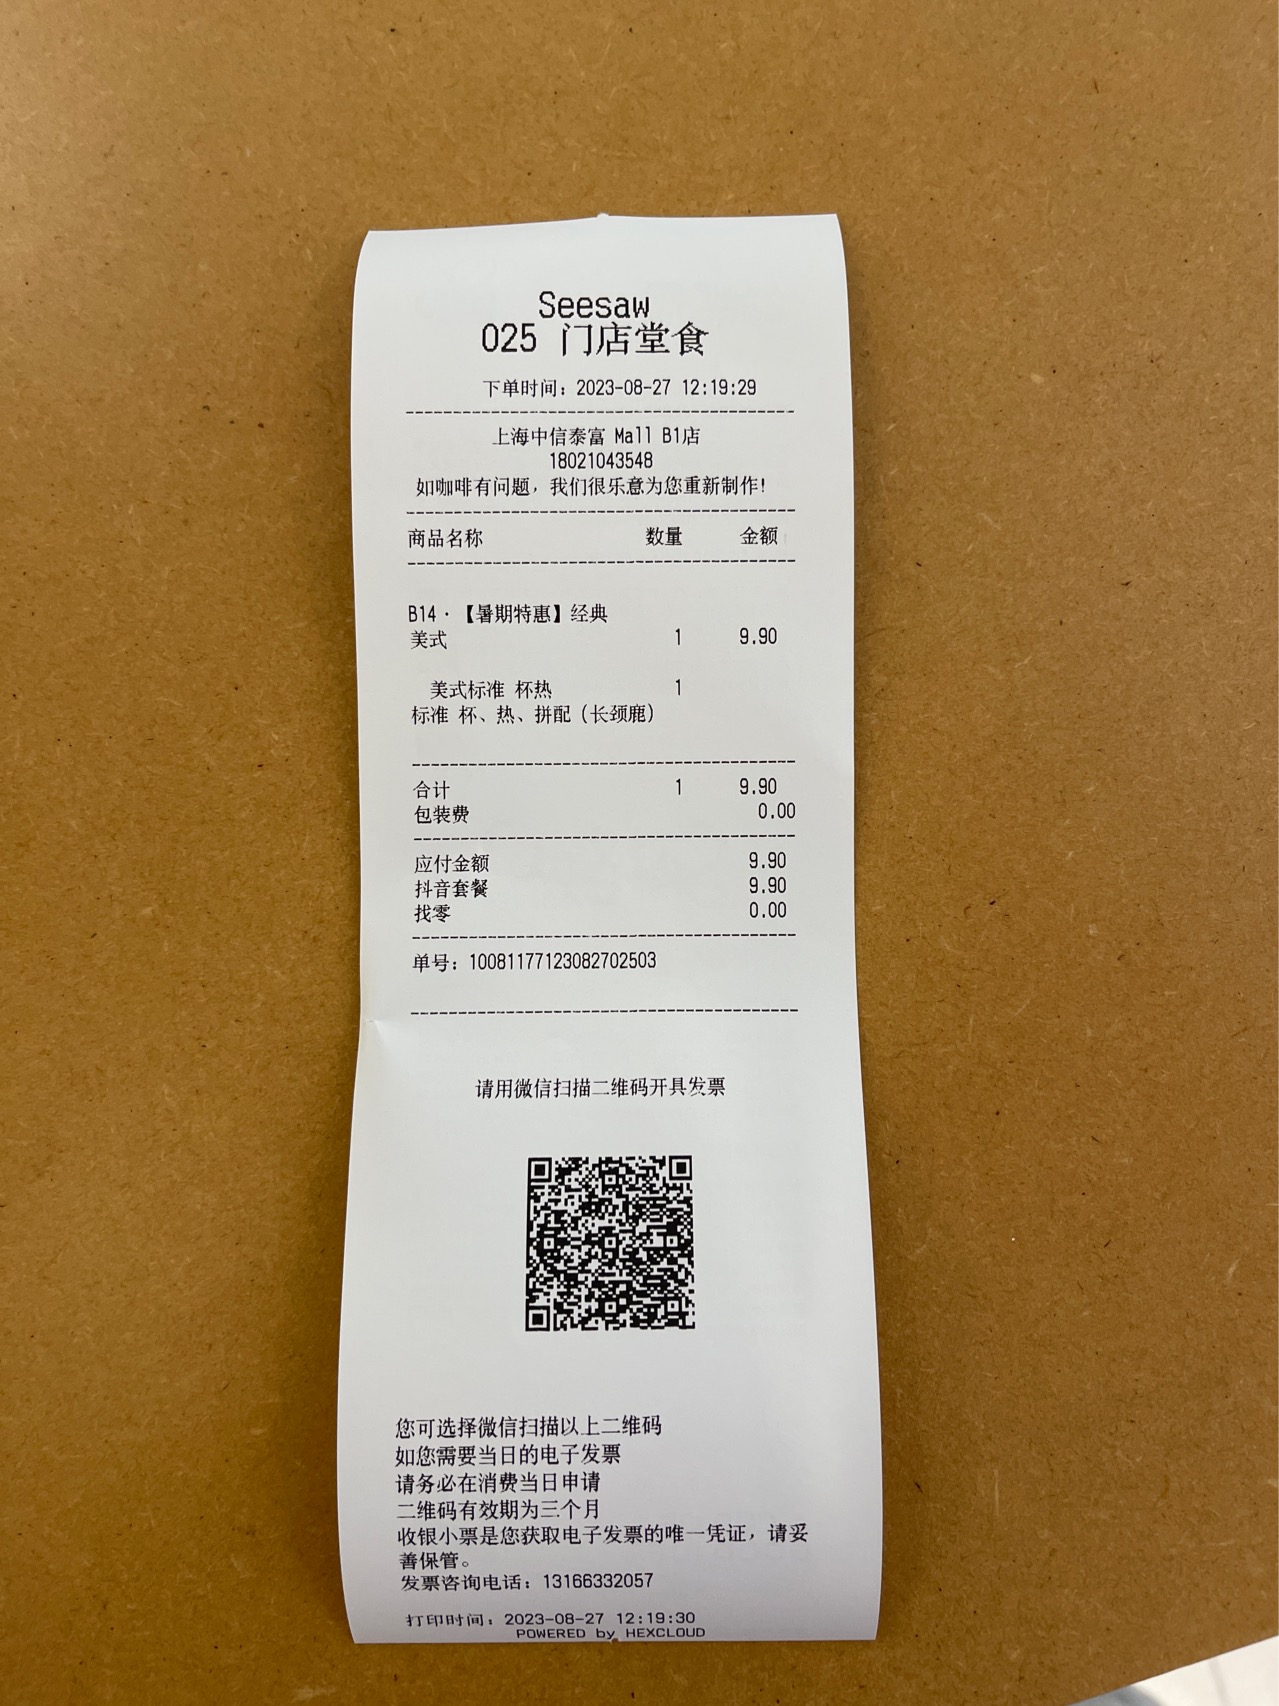 Seesaw
025 门店堂食
下单时间：2023-08-27 12:19:29
上海中信泰富 Mall B1店
18021043548
如咖啡有问题，我们很乐意为您重新制作！
商品名称 数量 金额
B14·【暑期特惠】经典
美式 1 9.90
美式标准 杯热 1
标准 杯、热、拼配（长颈鹿）
合计 1 9.90
包装费 0.00
应付金额 9.90
抖音套餐 9.90
找零 0.00
单号：10081177123082702503
请用微信扫描二维码开具发票
您可选择微信扫描以上二维码
如您需要当日的电子发票
请务必在消费当日申请
二维码有效期为三个月
收银小票是您获取电子发票的唯一凭证，请妥
善保管。
发票咨询电话：13166332057
打印时间：2023-08-27 12:19:30
POWERED by HEXCLOUD